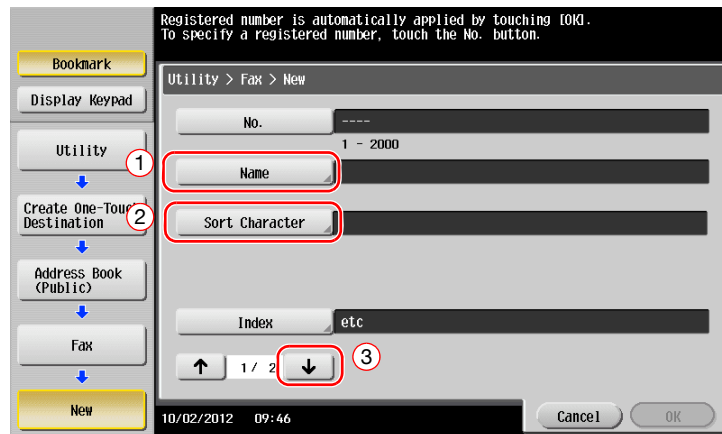 Registered number is automatically applied by touching [OK].
To specify a registered number, touch the No. button.
Bookmark
Display Keypad
Utility
Create One-Touch
Destination
Address Book
(Public)
Fax
New
Utility > Fax > New
No.
----
1 - 2000
1
Name
2
Sort Character
Index
etc
↑
1/ 2
↓
3
10/02/2012 09:46
Cancel
OK